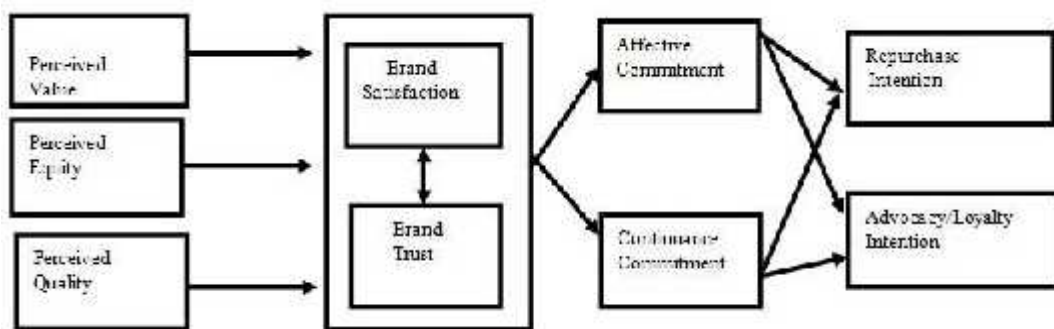 Perceived
Value
Perceived
Equity
Perceived
Quality
Brand
Satisfaction
Brand
Trust
Affective
Commitment
Continuance
Commitment
Repurchase
Intention
Advocacy/Loyalty
Intention